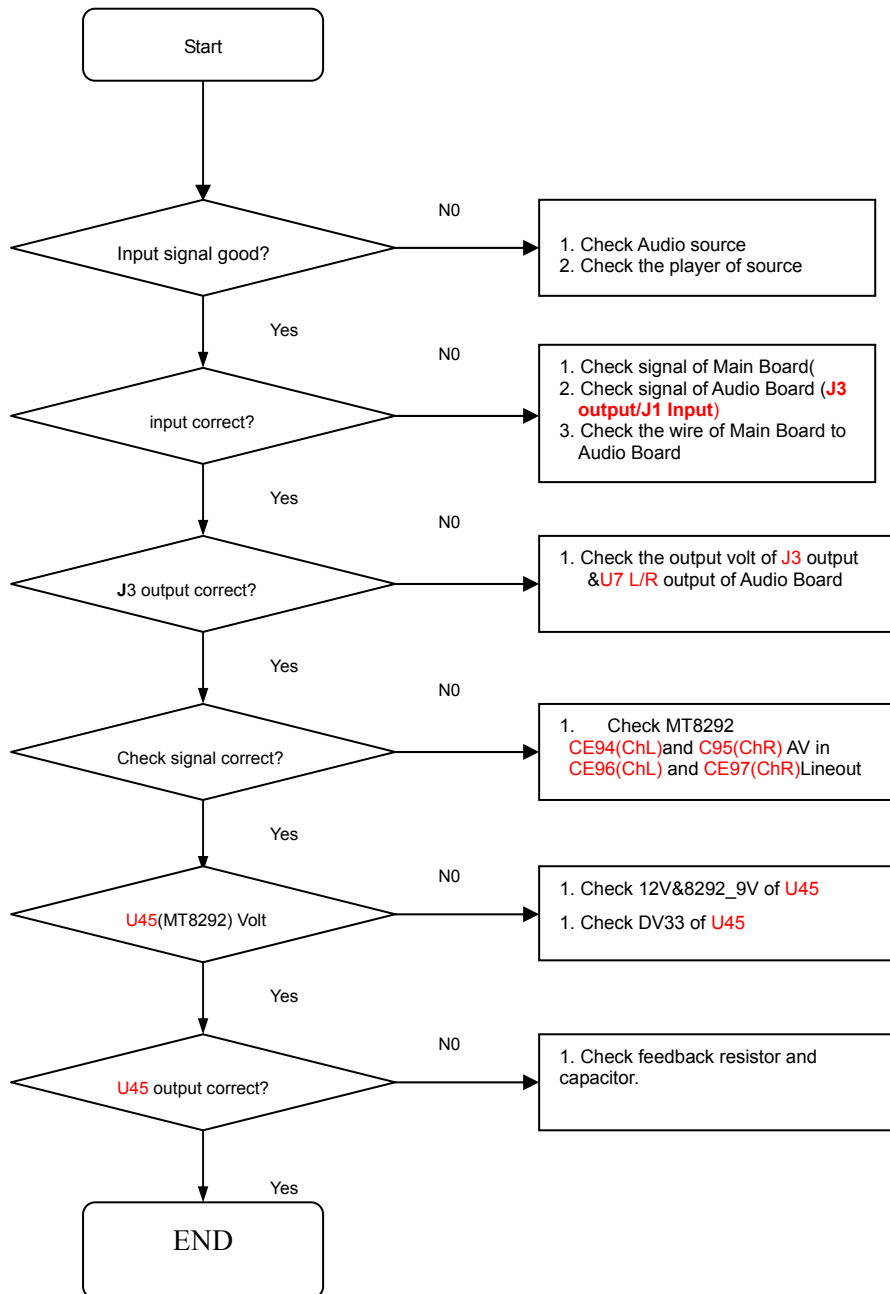 Start
N0
Input signal good?
1. Check Audio source
2. Check the player of source
Yes
N0
input correct?
1. Check signal of Main Board(
2. Check signal of Audio Board (J3
output/J1 Input)
3. Check the wire of Main Board to
Audio Board
Yes
N0
J3 output correct?
1. Check the output volt of J3 output
&U7 L/R output of Audio Board
Yes
N0
Check signal correct?
1. Check MT8292
CE94(ChL)and C95(ChR) AV in
CE96(ChL) and CE97(ChR)Lineout
Yes
N0
U45(MT8292) Volt
1. Check 12V&8292_9V of U45
1. Check DV33 of U45
Yes
N0
U45 output correct?
1. Check feedback resistor and
capacitor.
Yes
END